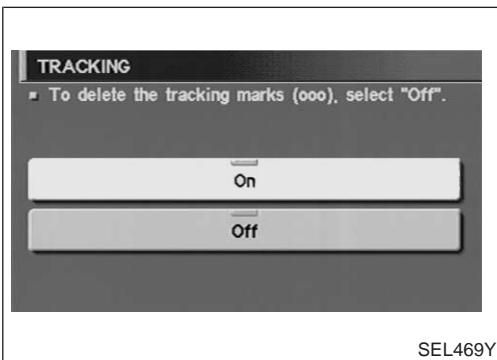 TRACKING
▪ To delete the tracking marks (ooo), select "Off".
On
Off
SEL469Y